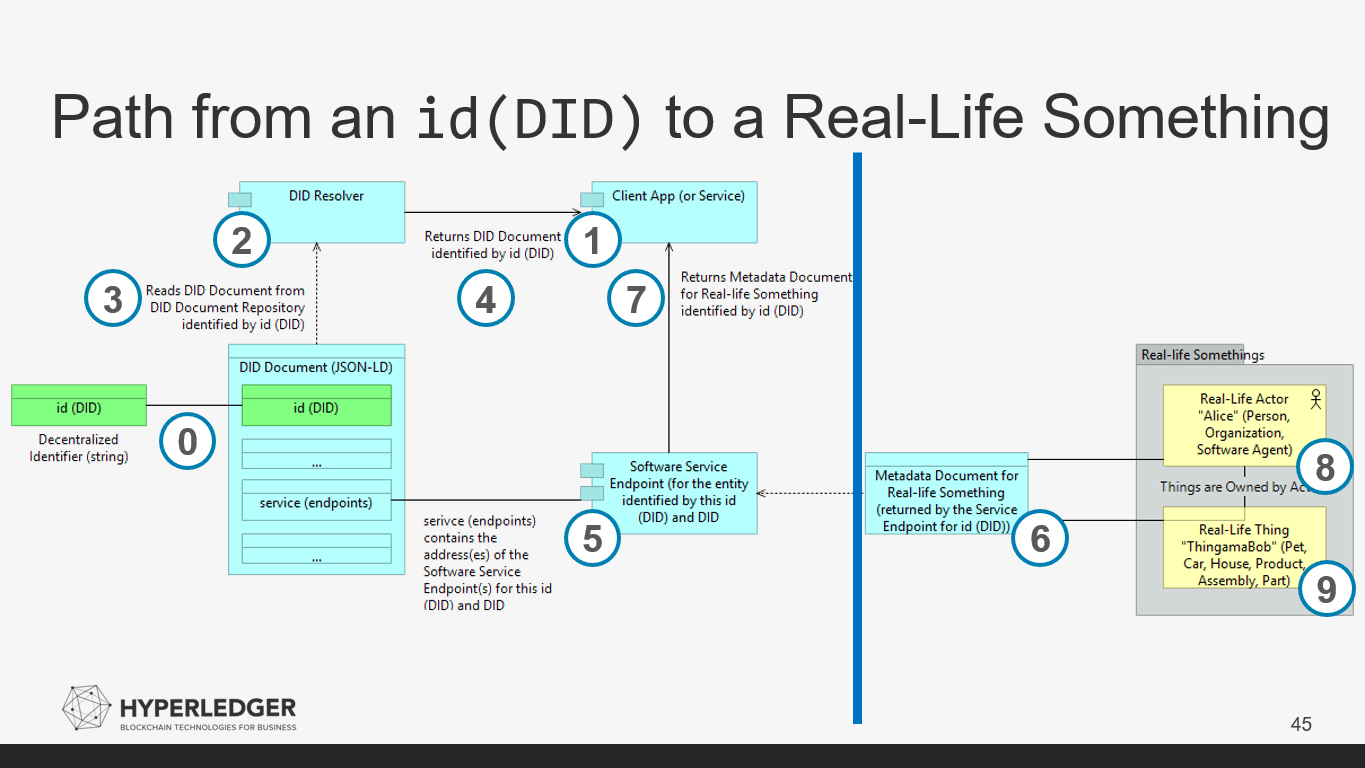 Path from an id(DID) to a Real-Life Something
DID Resolver
2
Client App (or Service)
1
Returns DID Document
identified by id (DID)
4
3
Reads DID Document from
DID Document Repository
identified by id (DID)
7
Returns Metadata Document
for Real-life Something
identified by id (DID)
id (DID)
Decentralized
Identifier (string)
0
DID Document (JSON-LD)
id (DID)
...
service (endpoints)
...
serivce (endpoints)
contains the
address(es) of the
Software Service
Endpoint(s) for this id
(DID) and DID
Software Service
Endpoint (for the entity
identified by this id
(DID) and DID
5
Metadata Document for
Real-life Something
(returned by the Service
Endpoint for id (DID))
6
Real-life Somethings
Real-Life Actor
"Alice" (Person,
Organization,
Software Agent)
8
Things are Owned by
Real-Life Thing
"ThingamaBob" (Pet,
Car, House, Product,
Assembly, Part)
9
HYPERLEDGER
BLOCKCHAIN TECHNOLOGIES FOR BUSINESS
45